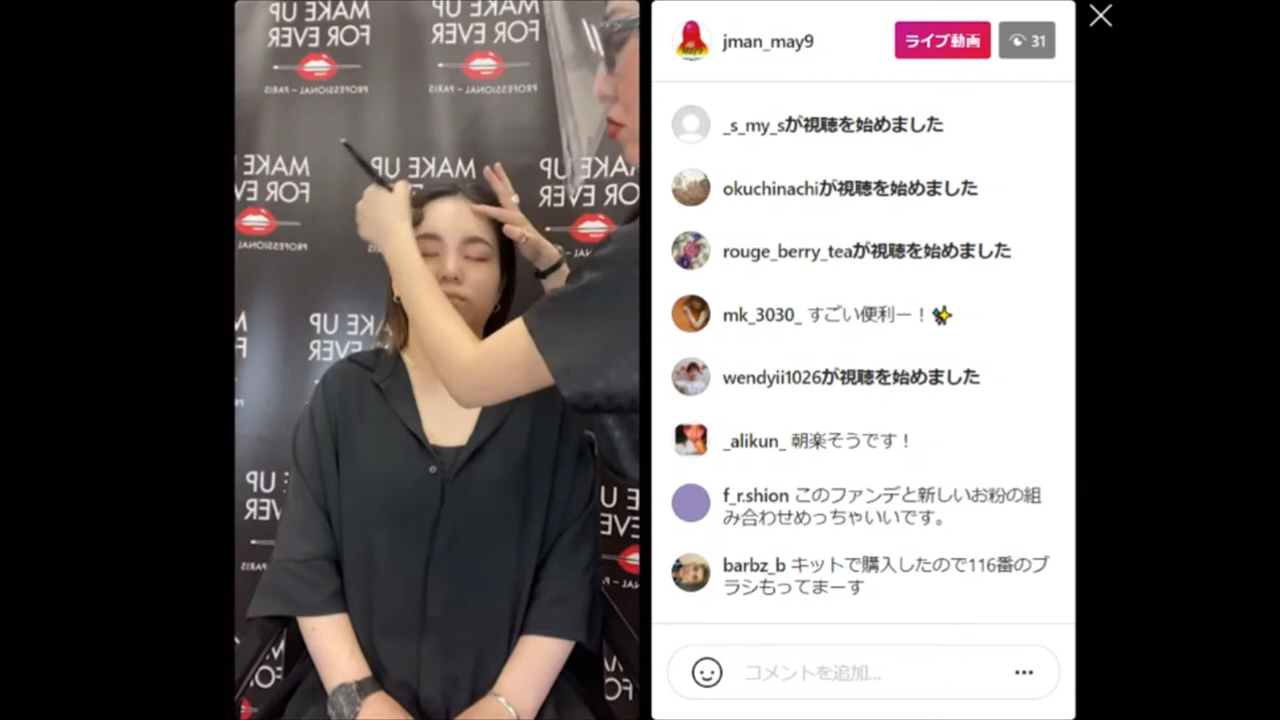 MAKE UP
FOR EVER
PROFESSIONAL – PARIS
MAKE UP
FOR EVER
PROFESSIONAL – PARIS
MAKE UP
FOR EVER
PROFESSIONAL
MAKE UP
MAKE UP
FOR EVER
MAKE UP
EVER
jman_may9
ライブ動画
31
_s_my_sが視聴を始めました
okuchinachiが視聴を始めました
rouge_berry_teaが視聴を始めました
mk_3030_ すごい便利ー！✨
wendyii1026が視聴を始めました
_alikun_ 朝楽そうです！
f_r.shion このファンデと新しいお粉の組
み合わせめっちゃいいです。
barbz_b キットで購入したので116番のブ
ラシもってまーす
コメントを追加...